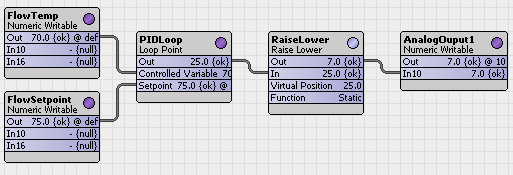 FlowTemp
Numeric Writable
Out 70.0 {ok} @ def
In10 - {null}
In16 - {null}
FlowSetpoint
Numeric Writable
Out 75.0 {ok} @ def
In10 - {null}
In16 - {null}
PIDLoop
Loop Point
Out 25.0 {ok}
Controlled Variable 70
Setpoint 75.0 {ok} @
RaiseLower
Raise Lower
Out 7.0 {ok}
In 25.0 {ok}
Virtual Position 25.0
Function Static
AnalogOuput1
Numeric Writable
Out 7.0 {ok} @ 10
In10 7.0 {ok}